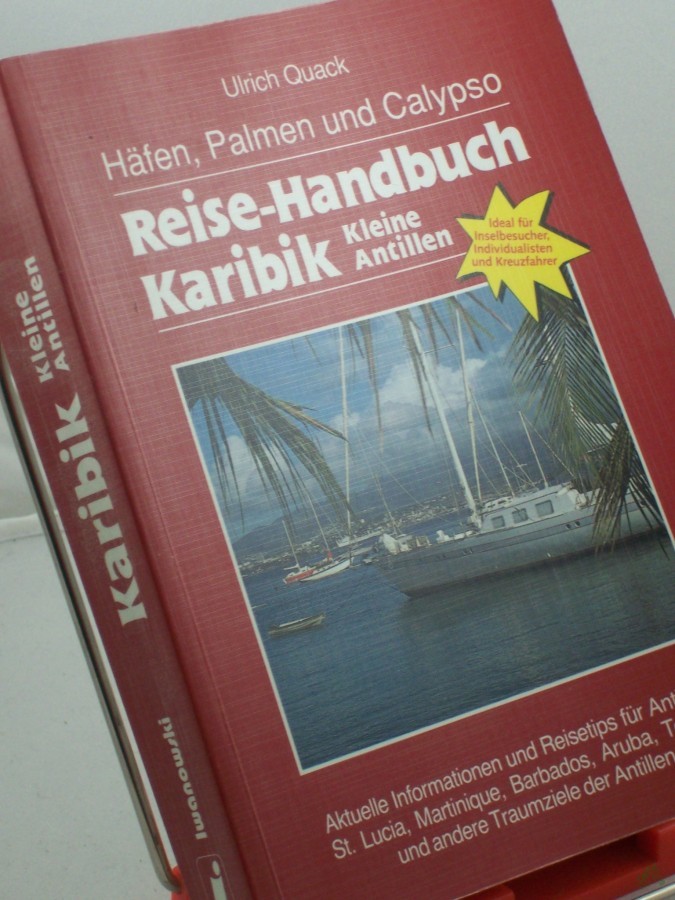 Ulrich Quack
Häfen, Palmen und Calypso
Reise-Handbuch
Karibik Kleine
Antillen
Ideal für
Inselbesucher,
Individualisten
und Kreuzfahrer
Aktuelle Informationen und Reisetips für
St. Lucia, Martinique, Barbados, Aruba,
und andere Traumziele der Antillen
Karibik Kleine
Antillen
Iwanowski